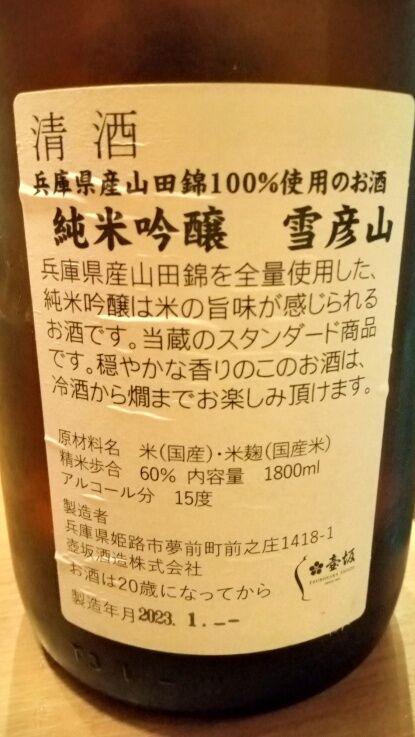 清酒
兵庫県産山田錦100%使用のお酒
純米吟醸　雪彦山
兵庫県産山田錦を全量使用した、
純米吟醸は米の旨味が感じられる
お酒です。当蔵のスタンダード商品
です。穏やかな香りのこのお酒は、
冷酒から燗までお楽しみ頂けます。
原材料名　米(国産)・米麹(国産米)
精米歩合　60%　内容量　1800ml
アルコール分　15度
製造者
兵庫県姫路市夢前町前之庄1418-1
壺坂酒造株式会社
お酒は20歳になってから
製造年月 2023. 1. --
壺坂